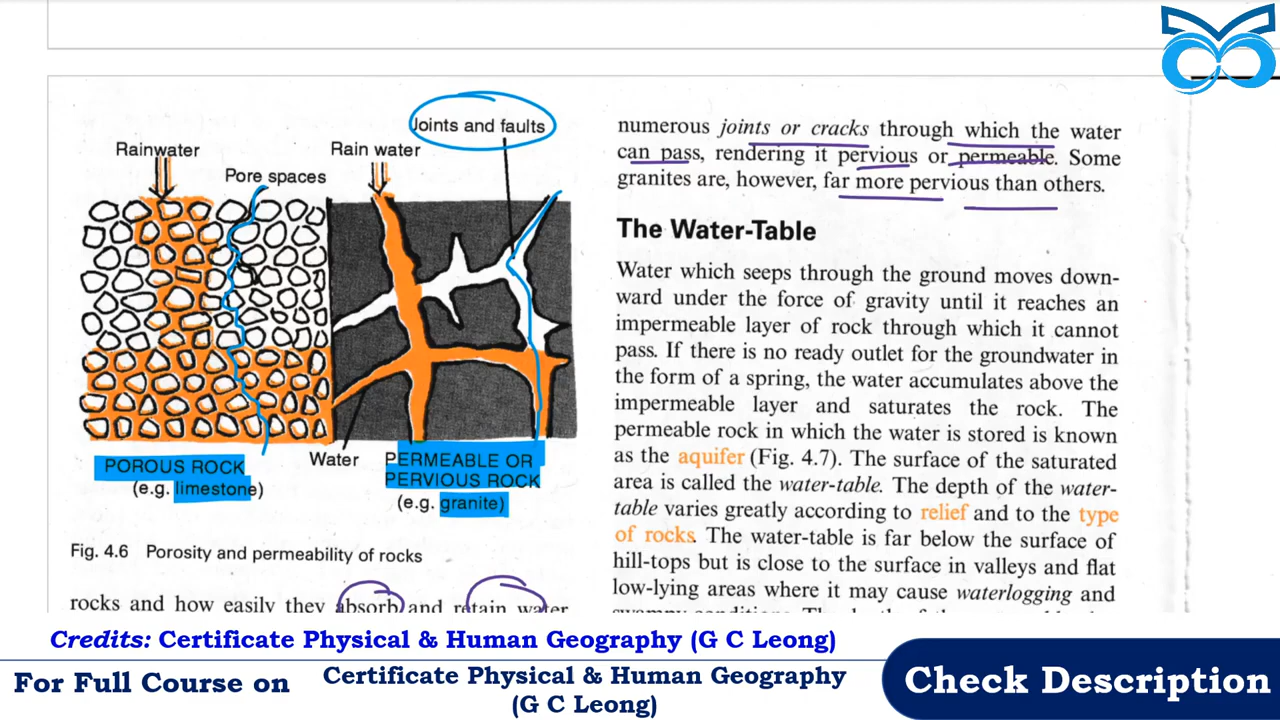 Joints and faults
Rainwater
Rain water
Pore spaces
POROUS ROCK
(e.g. limestone)
Water
PERMEABLE OR
PERVIOUS ROCK
(e.g. granite)
Fig. 4.6 Porosity and permeability of rocks
rocks and how easily they absorb and retain water
numerous joints or cracks through which the water
can pass, rendering it pervious or permeable. Some
granites are, however, far more pervious than others.
The Water-Table
Water which seeps through the ground moves down-
ward under the force of gravity until it reaches an
impermeable layer of rock through which it cannot
pass. If there is no ready outlet for the groundwater in
the form of a spring, the water accumulates above the
impermeable layer and saturates the rock. The
permeable rock in which the water is stored is known
as the aquifer (Fig. 4.7). The surface of the saturated
area is called the water-table. The depth of the water-
table varies greatly according to relief and to the type
of rocks. The water-table is far below the surface of
hill-tops but is close to the surface in valleys and flat
low-lying areas where it may cause waterlogging and
Credits: Certificate Physical & Human Geography (G C Leong)
For Full Course on
Certificate Physical & Human Geography
(G C Leong)
Check Description